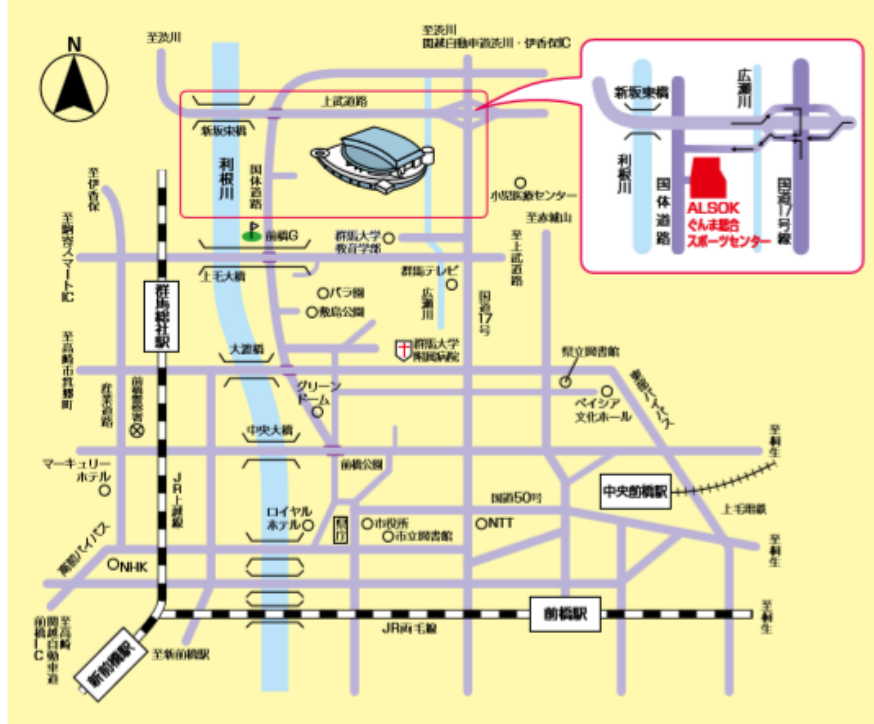 N
至渋川
至渋川
関越自動車道渋川・伊香保IC
上武道路
新坂東橋
利根川
国体道路
新坂東橋
広瀬川
利根川
国体道路
国道17号線
ALSOK
ぐんま総合
スポーツセンター
至伊香保
小児医療センター
至赤城山
至駒寄スマートIC
前橋G
群馬大学
教育学部
至上武道路
上毛大橋
群馬テレビ
広瀬川
国道17号
バラ園
敷島公園
群馬総社駅
大渡橋
群馬大学
附属病院
県立図書館
至高崎市箕郷町
産業道路
前橋警察署
グリーン
ドーム
ベイシア
文化ホール
中央大橋
至桐生
マーキュリー
ホテル
前橋公園
JR上越線
国道50号
中央前橋駅
上毛電鉄
ロイヤル
ホテル
県庁
市役所
市立図書館
NTT
至桐生
高前バイパス
NHK
前橋駅
至桐生
JR両毛線
至高崎
関越自動車道
前橋IC
新前橋駅
至新前橋駅